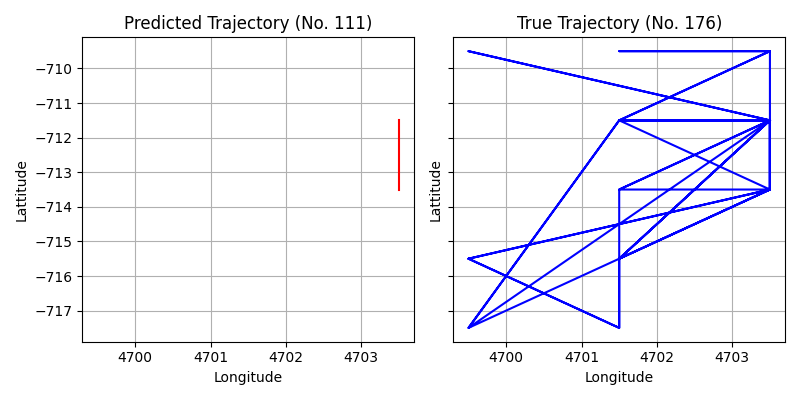 Predicted Trajectory (No. 111)
Lattitude
−710
−711
−712
−713
−714
−715
−716
−717
4700
4701
4702
4703
Longitude
True Trajectory (No. 176)
Lattitude
4700
4701
4702
4703
Longitude